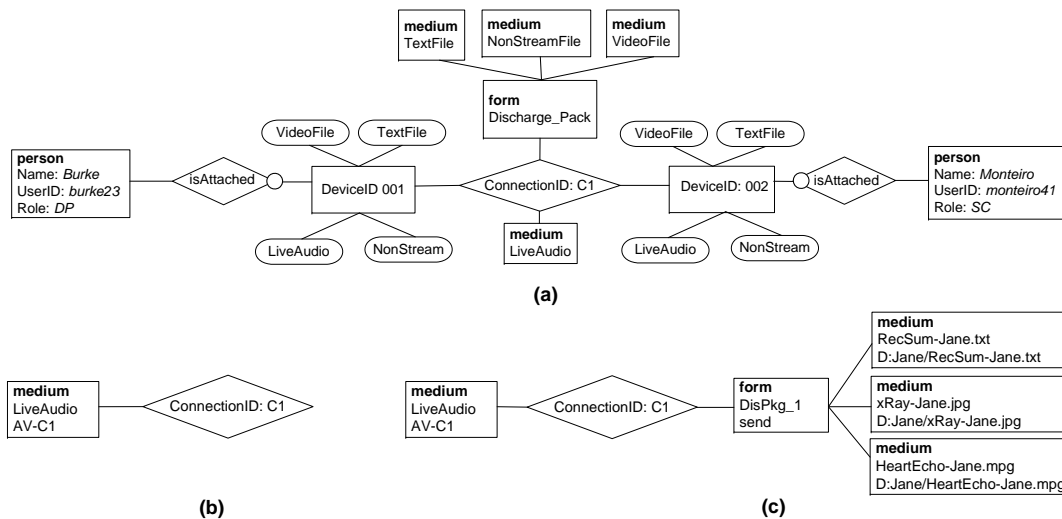 medium
TextFile
medium
NonStreamFile
medium
VideoFile
form
Discharge_Pack
VideoFile
TextFile
VideoFile
TextFile
person
Name: Burke
UserID: burke23
Role: DP
isAttached
DeviceID 001
ConnectionID: C1
DeviceID: 002
isAttached
person
Name: Monteiro
UserID: monteiro41
Role: SC
LiveAudio
NonStream
medium
LiveAudio
LiveAudio
NonStream
(a)
medium
LiveAudio
AV-C1
ConnectionID: C1
(b)
medium
LiveAudio
AV-C1
ConnectionID: C1
form
DisPkg_1
send
medium
RecSum-Jane.txt
D:Jane/RecSum-Jane.txt
medium
xRay-Jane.jpg
D:Jane/xRay-Jane.jpg
medium
HeartEcho-Jane.mpg
D:Jane/HeartEcho-Jane.mpg
(c)